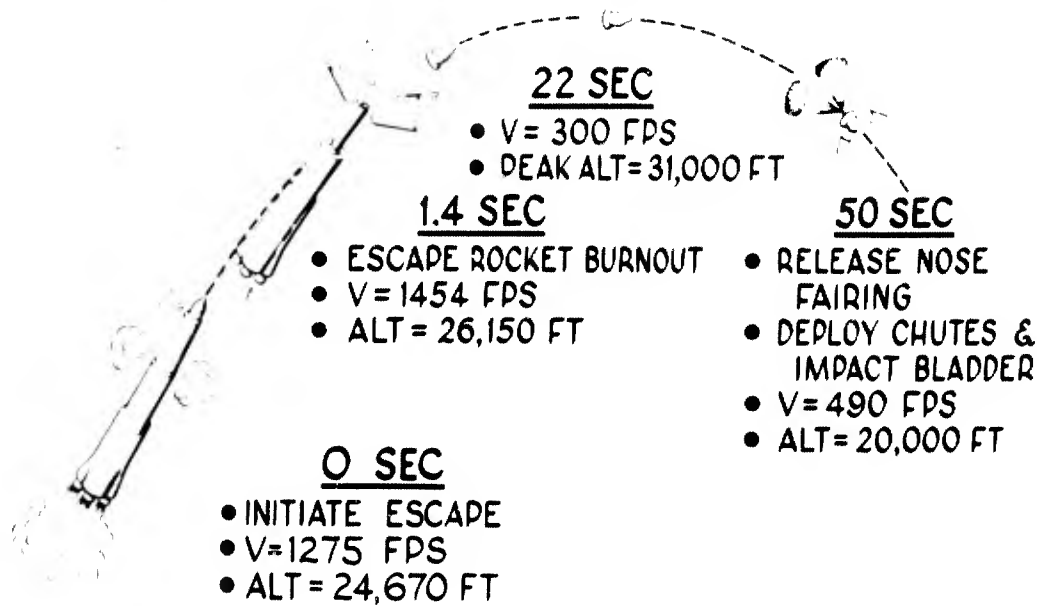 22 SEC
• V = 300 FPS
• PEAK ALT = 31,000 FT
1.4 SEC
• ESCAPE ROCKET BURNOUT
• V = 1454 FPS
• ALT = 26,150 FT
50 SEC
• RELEASE NOSE
FAIRING
• DEPLOY CHUTES &
IMPACT BLADDER
• V = 490 FPS
• ALT = 20,000 FT
0 SEC
• INITIATE ESCAPE
• V = 1275 FPS
• ALT = 24,670 FT